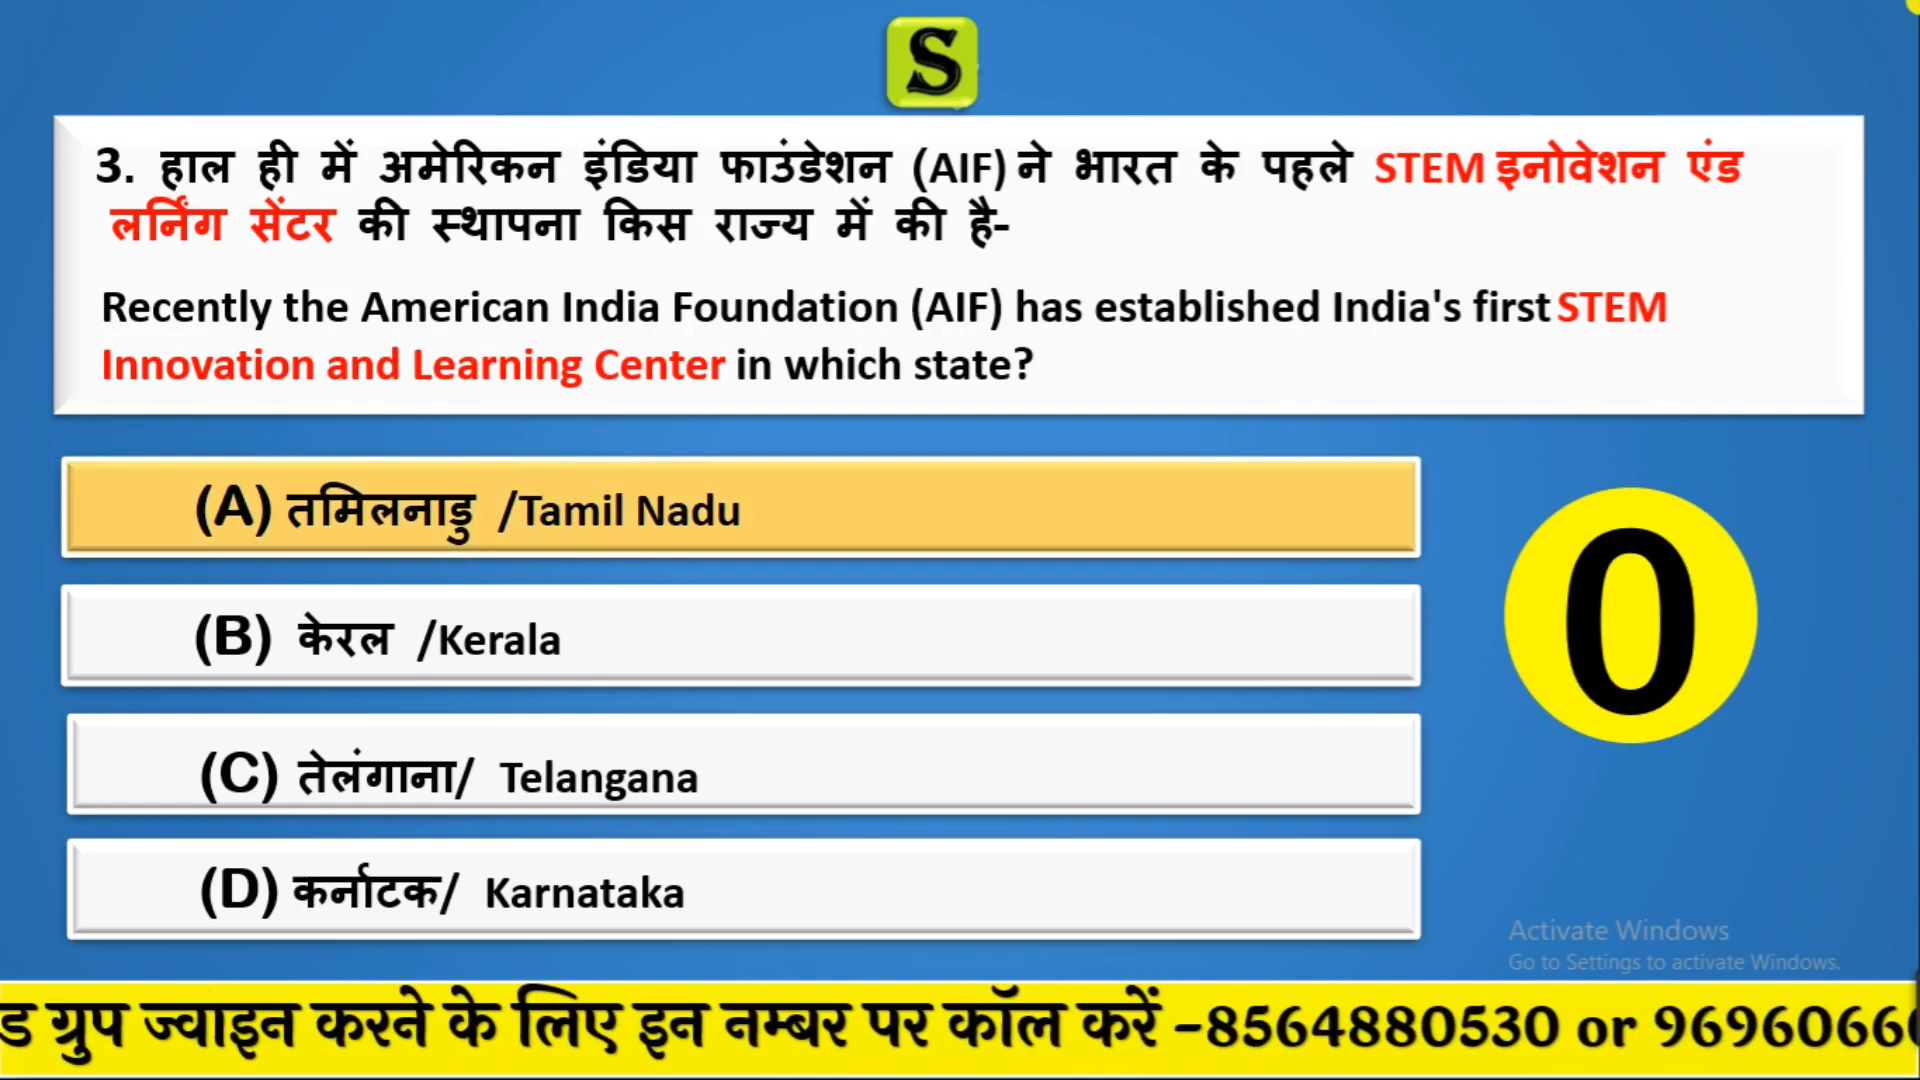 S
3. हाल ही में अमेरिकन इंडिया फाउंडेशन (AIF) ने भारत के पहले STEM इनोवेशन एंड
लर्निंग सेंटर की स्थापना किस राज्य में की है-
Recently the American India Foundation (AIF) has established India's first STEM
Innovation and Learning Center in which state?
(A) तमिलनाडु /Tamil Nadu
(B) केरल /Kerala
(C) तेलंगाना/ Telangana
(D) कर्नाटक/ Karnataka
0
Activate Windows
Go to Settings to activate Windows.
ड ग्रुप ज्वाइन करने के लिए इन नम्बर पर कॉल करें -8564880530 or 9696066